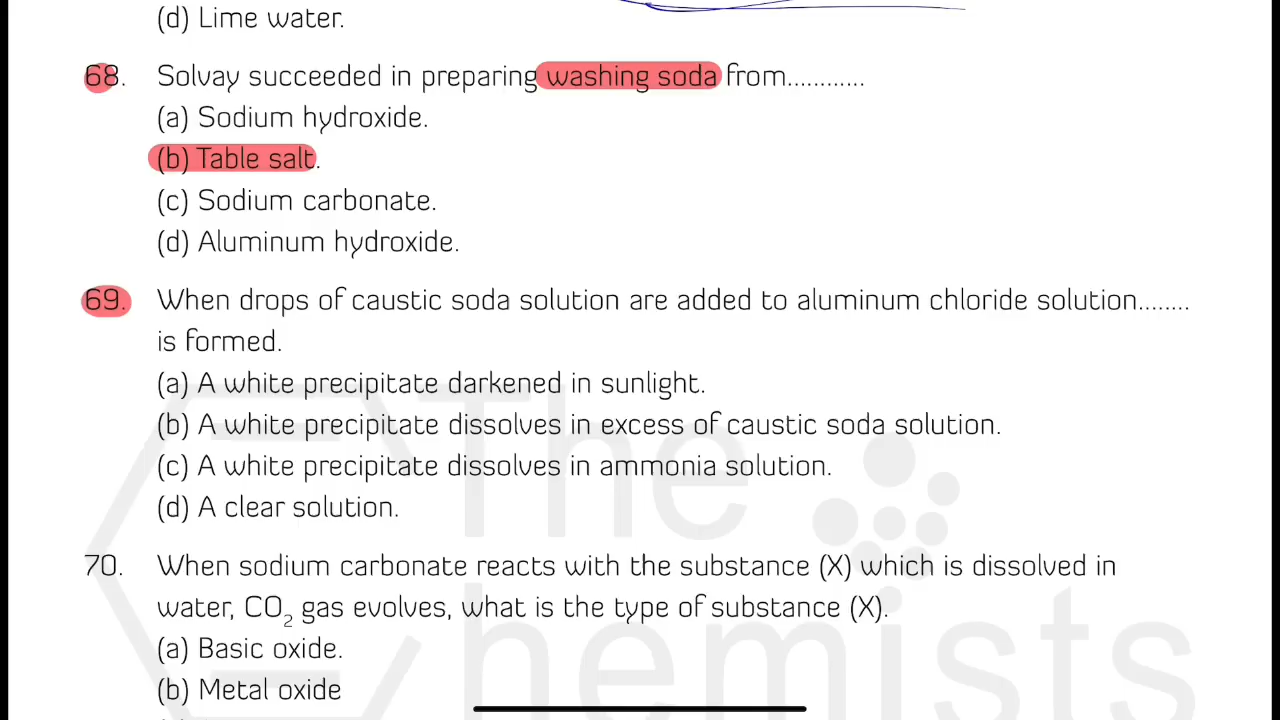 (d) Lime water.
68. Solvay succeeded in preparing washing soda from............
(a) Sodium hydroxide.
(b) Table salt.
(c) Sodium carbonate.
(d) Aluminum hydroxide.
69. When drops of caustic soda solution are added to aluminum chloride solution........
is formed.
(a) A white precipitate darkened in sunlight.
(b) A white precipitate dissolves in excess of caustic soda solution.
(c) A white precipitate dissolves in ammonia solution.
(d) A clear solution.
70. When sodium carbonate reacts with the substance (X) which is dissolved in
water, CO₂ gas evolves, what is the type of substance (X).
(a) Basic oxide.
(b) Metal oxide
The
hemists